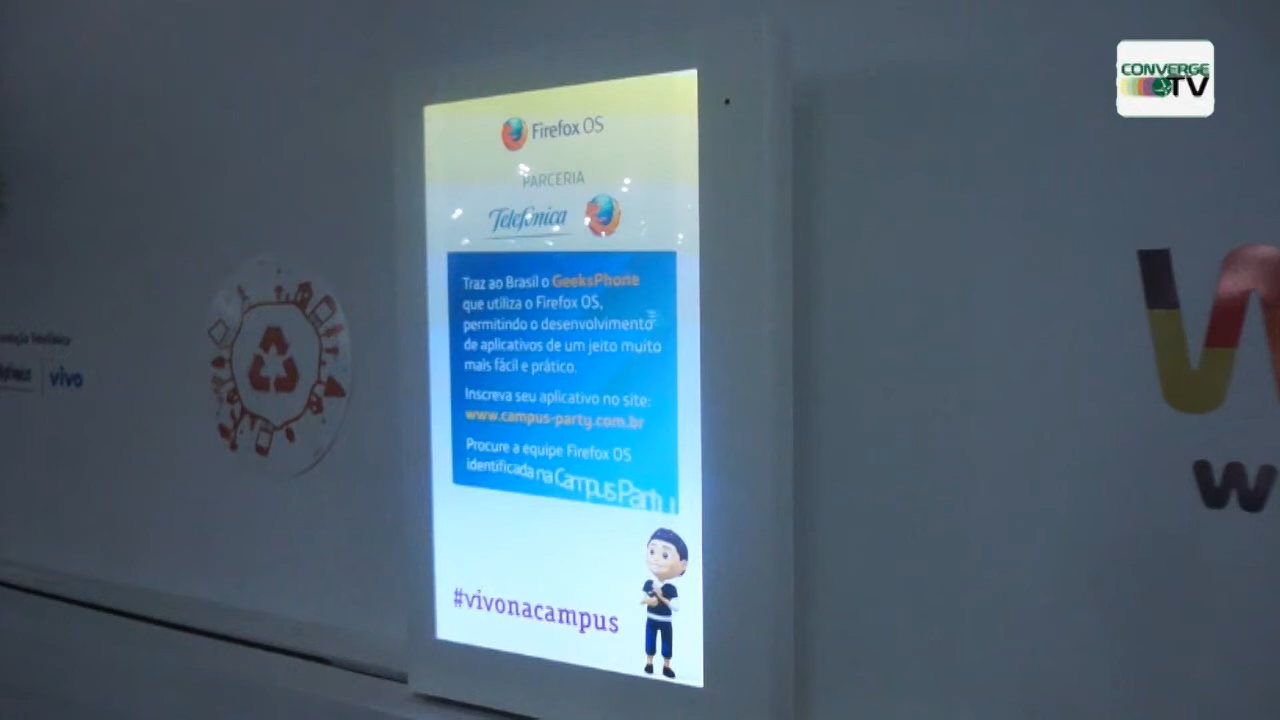 CONVERGE
TV
Firefox OS
PARCERIA
Telefónica
Traz ao Brasil o GeeksPhone
que utiliza o Firefox OS,
permitindo o desenvolvimento
de aplicativos de um jeito muito
mais fácil e prático.
Inscreva seu aplicativo no site:
www.campus-party.com.br
Procure a equipe Firefox OS
identificada na Campus Party
#vivonacampus
vivo